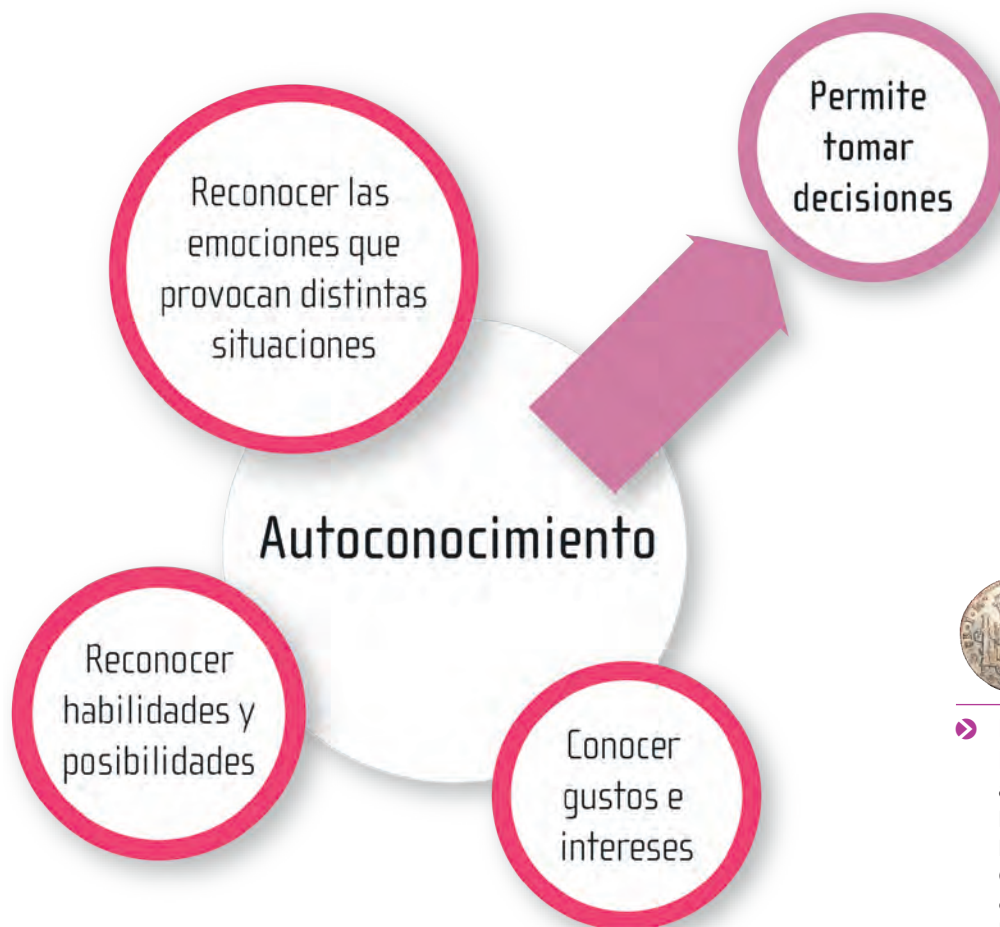 Permite
tomar
decisiones
Reconocer las
emociones que
provocan distintas
situaciones
Autoconocimiento
Reconocer
habilidades y
posibilidades
Conocer
gustos e
intereses